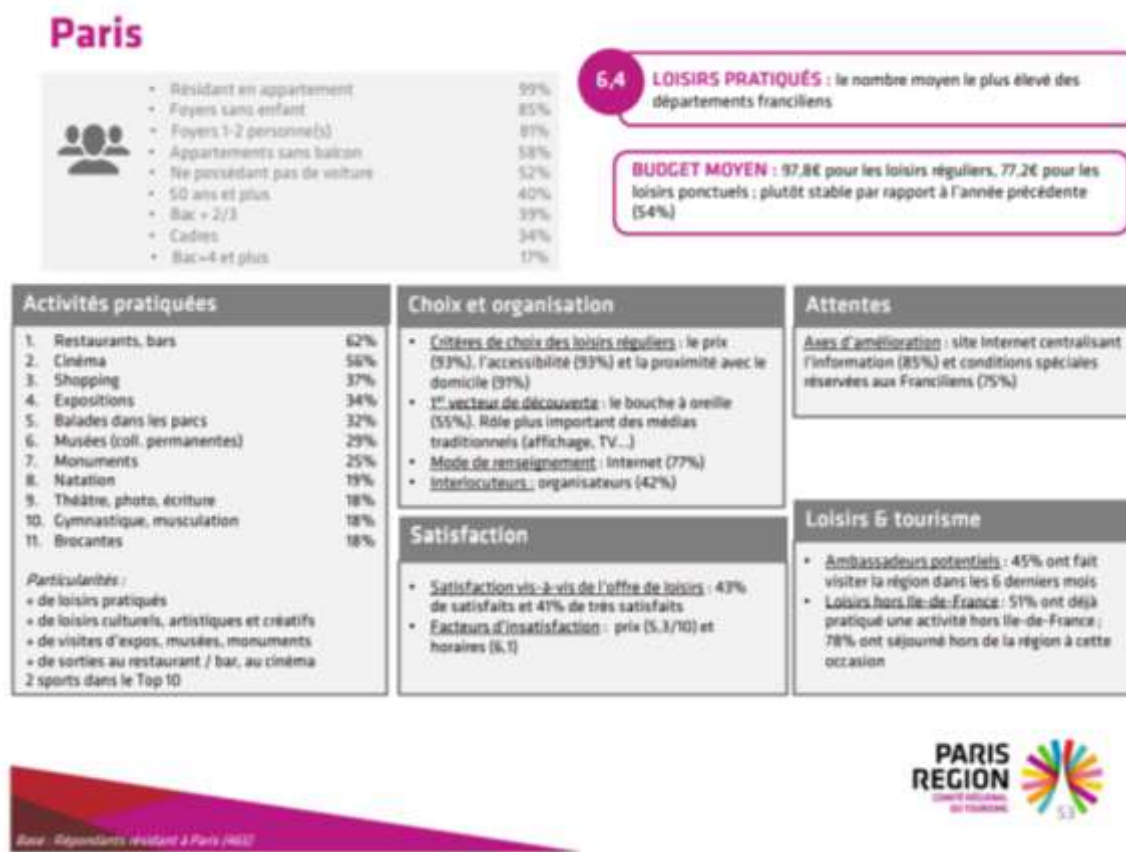 Paris
• Résidant en appartement 99%
• Foyers sans enfant 85%
• Foyers 1-2 personne(s) 81%
• Appartements sans balcon 58%
• Ne possédant pas de voiture 52%
• 50 ans et plus 40%
• Bac + 2/3 39%
• Cadres 34%
• Bac+4 et plus 17%
6,4
LOISIRS PRATIQUÉS : le nombre moyen le plus élevé des
départements franciliens
BUDGET MOYEN : 97,8€ pour les loisirs réguliers, 77,2€ pour les
loisirs ponctuels ; plutôt stable par rapport à l'année précédente
(54%)
Activités pratiquées
1. Restaurants, bars 62%
2. Cinéma 56%
3. Shopping 37%
4. Expositions 34%
5. Balades dans les parcs 32%
6. Musées (coll. permanentes) 29%
7. Monuments 25%
8. Natation 19%
9. Théâtre, photo, écriture 18%
10. Gymnastique, musculation 18%
11. Brocantes 18%
Particularités :
+ de loisirs pratiqués
+ de loisirs culturels, artistiques et créatifs
+ de visites d'expos, musées, monuments
+ de sorties au restaurant / bar, au cinéma
2 sports dans le Top 10
Choix et organisation
• Critères de choix des loisirs réguliers : le prix
(93%), l'accessibilité (93%) et la proximité avec le
domicile (91%)
• 1er vecteur de découverte : le bouche à oreille
(55%). Rôle plus important des médias
traditionnels (affichage, TV...)
• Mode de renseignement : Internet (77%)
• Interlocuteurs : organisateurs (42%)
Satisfaction
• Satisfaction vis-à-vis de l'offre de loisirs : 43%
de satisfaits et 41% de très satisfaits
• Facteurs d'insatisfaction : prix (5,3/10) et
horaires (6,1)
Attentes
Axes d'amélioration : site Internet centralisant
l'information (85%) et conditions spéciales
réservées aux Franciliens (75%)
Loisirs & tourisme
• Ambassadeurs potentiels : 45% ont fait
visiter la région dans les 6 derniers mois
• Loisirs hors Ile-de-France : 51% ont déjà
pratiqué une activité hors Ile-de-France ;
78% ont séjourné hors de la région à cette
occasion
PARIS
REGION
COMITÉ RÉGIONAL
DU TOURISME
53
Base : Répondants résidant à Paris (465)